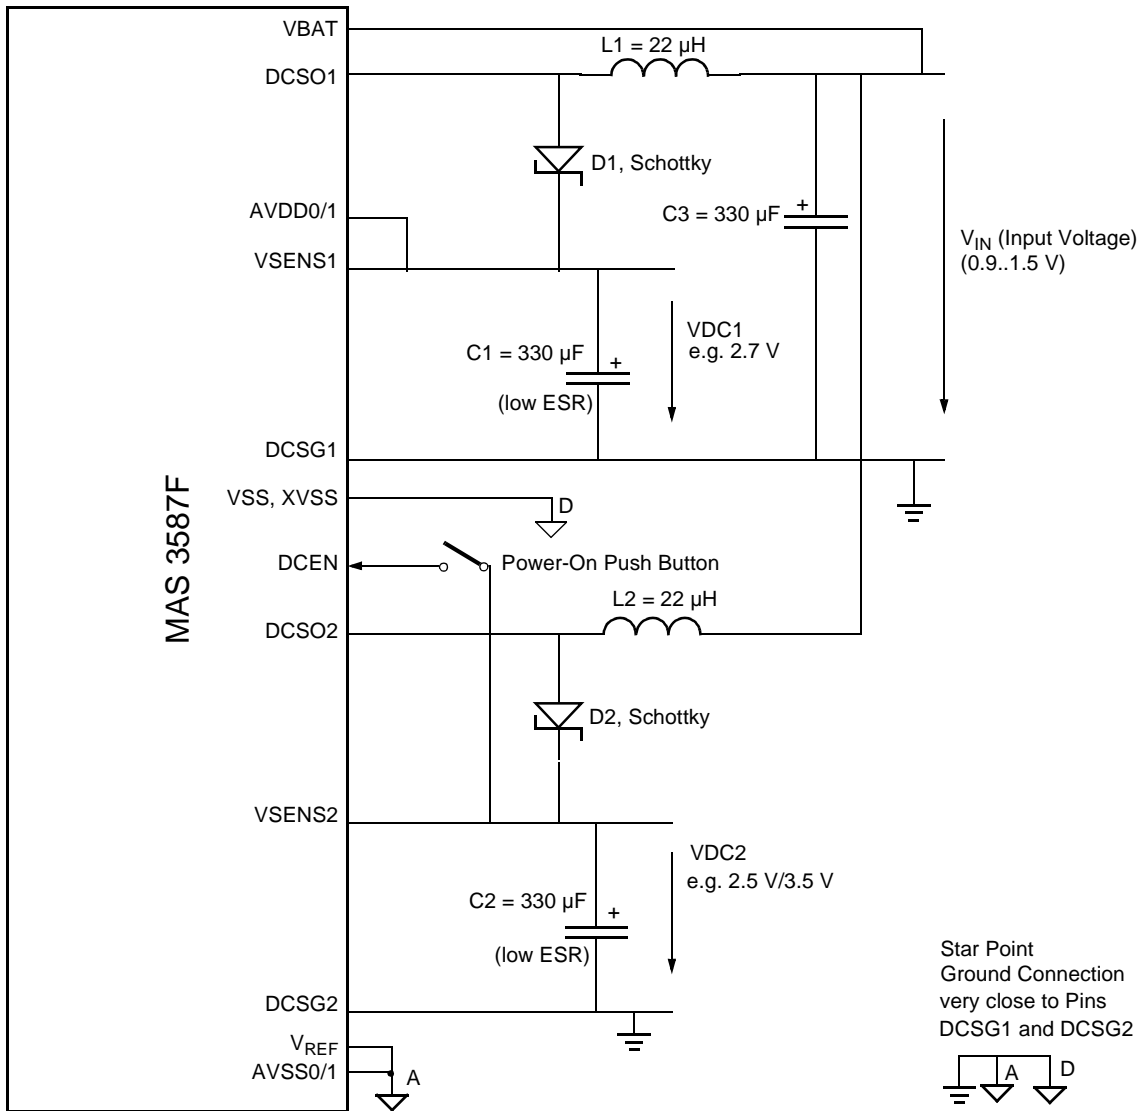 VBAT
L1 = 22 µH
DCSO1
D1, Schottky
AVDD0/1
C3 = 330 µF
+
VSENS1
VIN (Input Voltage)
(0.9..1.5 V)
VDC1
e.g. 2.7 V
C1 = 330 µF
+
(low ESR)
DCSG1
VSS, XVSS
D
MAS 3587F
DCEN
Power-On Push Button
L2 = 22 µH
DCSO2
D2, Schottky
VSENS2
VDC2
e.g. 2.5 V/3.5 V
C2 = 330 µF
+
(low ESR)
DCSG2
VREF
AVSS0/1
A
Star Point
Ground Connection
very close to Pins
DCSG1 and DCSG2
A
D